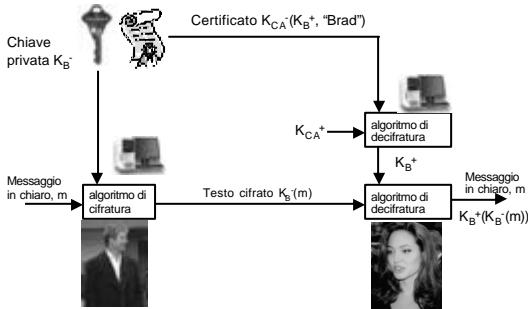 Certificato K_CA^-(K_B^+, “Brad”)
Chiave
privata K_B^-
K_CA^+
algoritmo di
decifratura
K_B^+
Messaggio
in chiaro, m
algoritmo di
cifratura
Testo cifrato K_B^-(m)
algoritmo di
decifratura
Messaggio
in chiaro, m
K_B^+(K_B^-(m))